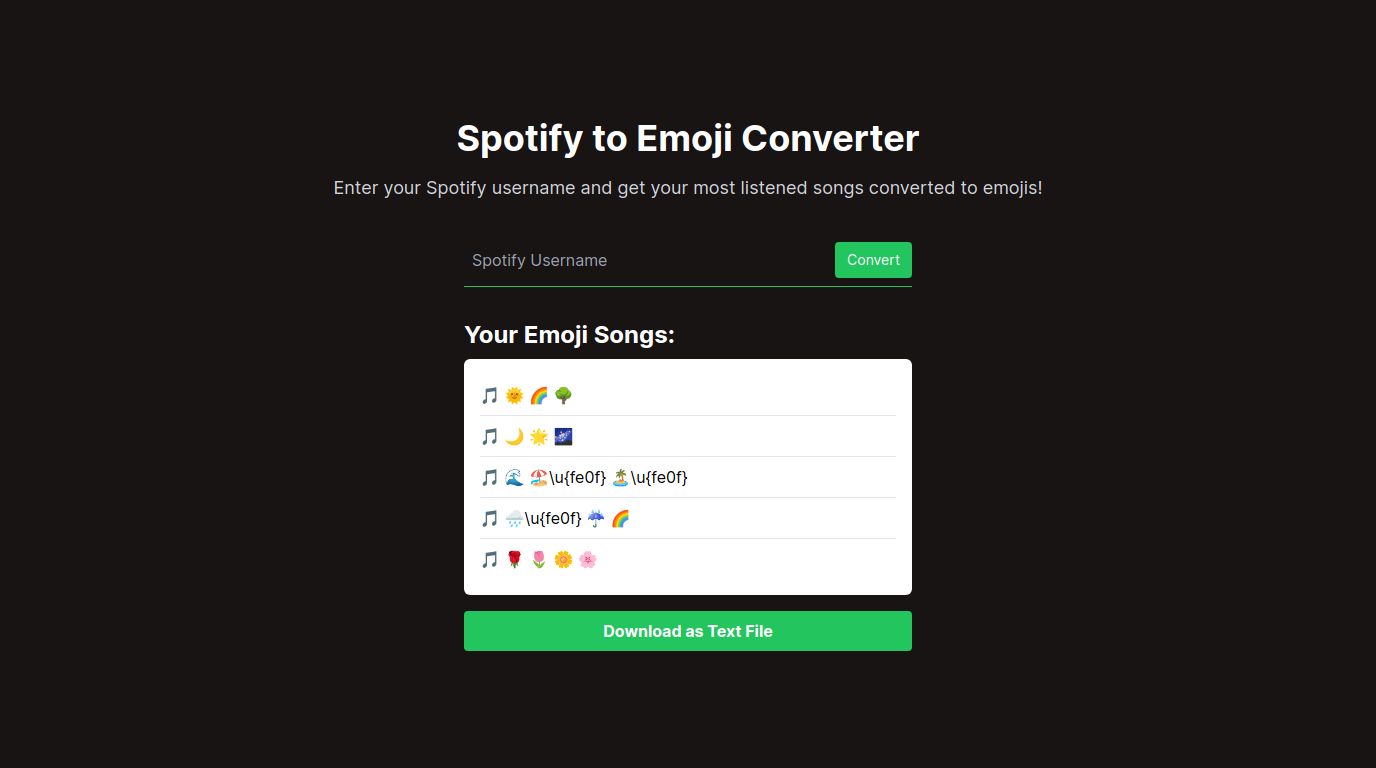 Spotify to Emoji Converter
Enter your Spotify username and get your most listened songs converted to emojis!
Spotify Username
Convert
Your Emoji Songs:
🎵 🌞 🌈 🌳
🎵 🌙 🌟 🌌
🎵 🌊 🏖\u{fe0f} 🏝\u{fe0f}
🎵 🌧\u{fe0f} ☔ 🌈
🎵 🌹 🌷 🌼 🌸
Download as Text File